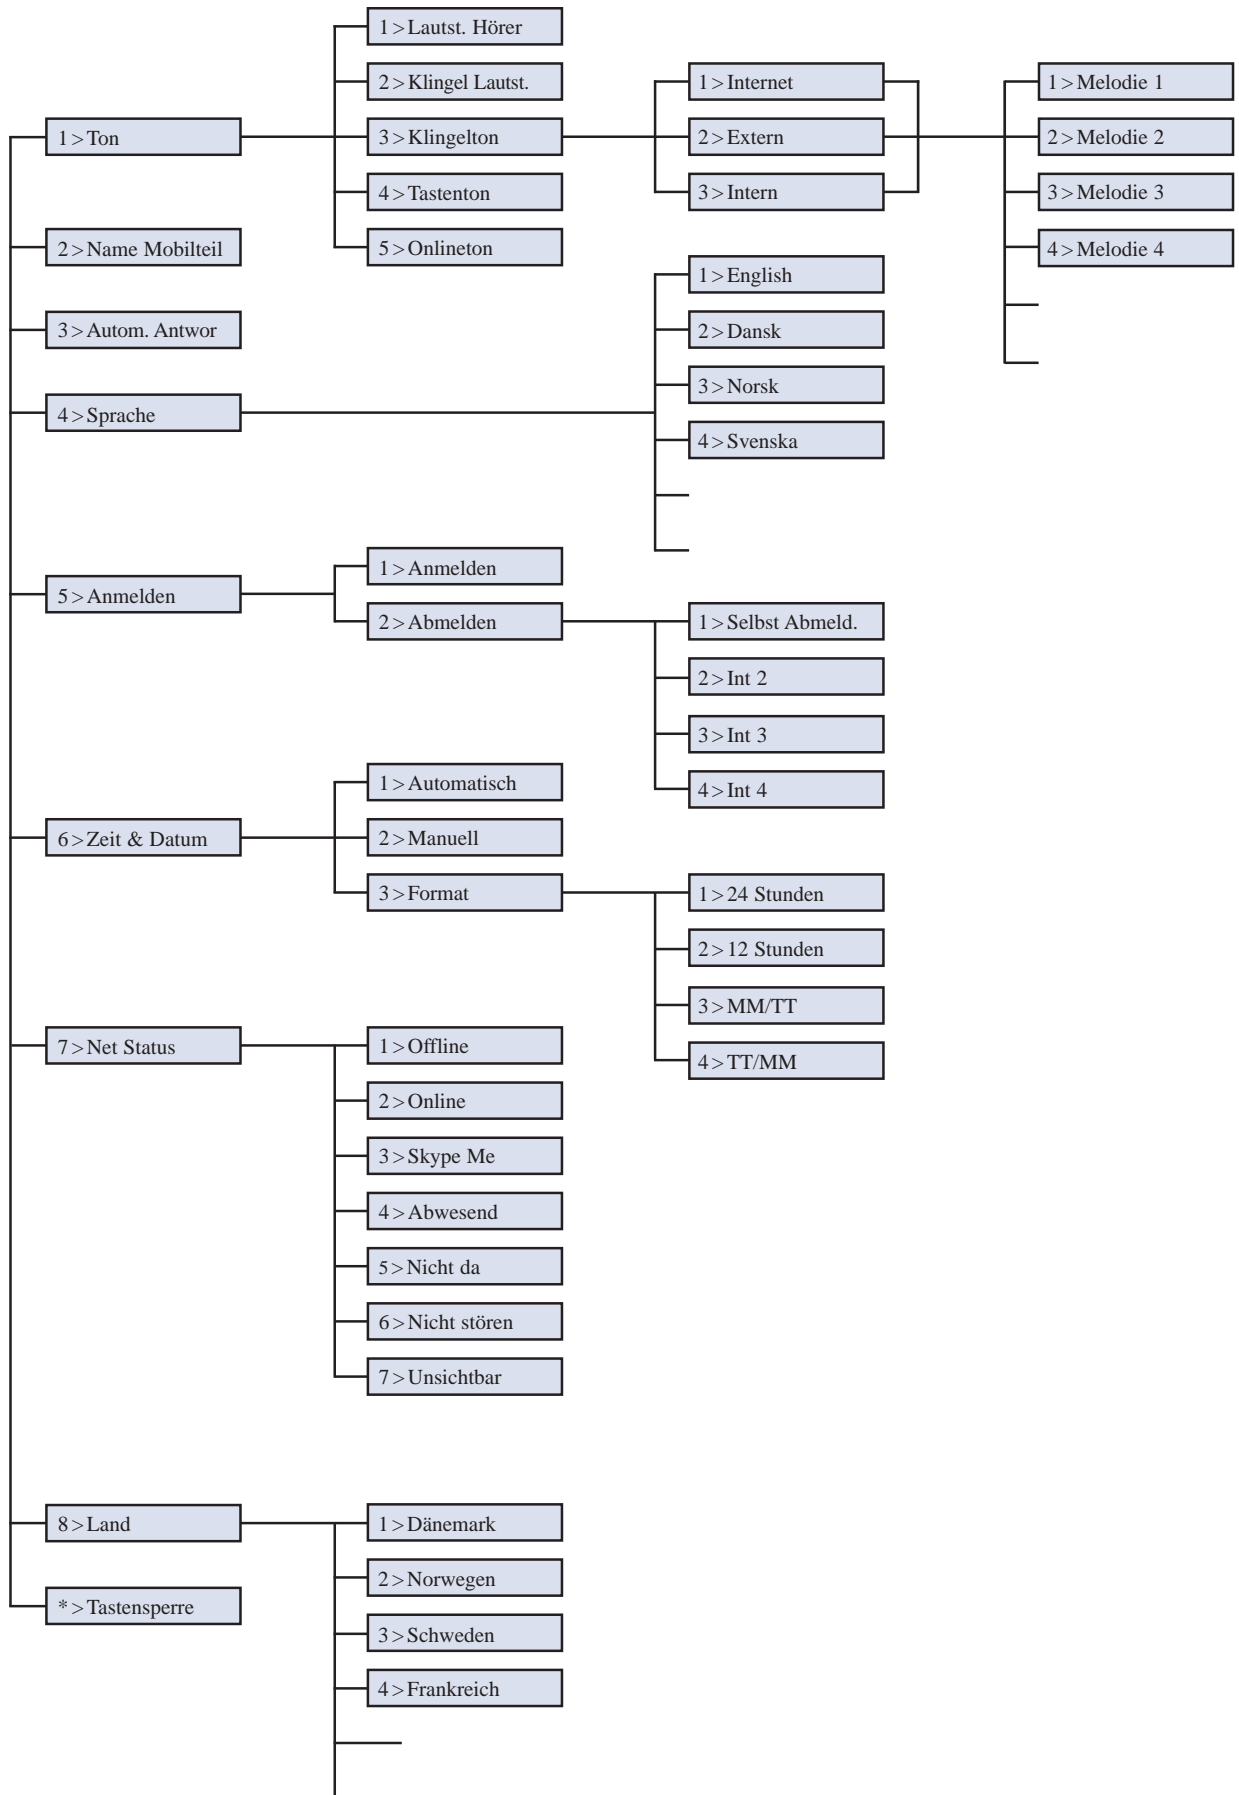 1>Ton
1>Lautst. Hörer
2>Klingel Lautst.
3>Klingelton
1>Internet
2>Extern
3>Intern
1>Melodie 1
2>Melodie 2
3>Melodie 3
4>Melodie 4
4>Tastenton
5>Onlineton
2>Name Mobilteil
3>Autom. Antwor
4>Sprache
1>English
2>Dansk
3>Norsk
4>Svenska
5>Anmelden
1>Anmelden
2>Abmelden
1>Selbst Abmeld.
2>Int 2
3>Int 3
4>Int 4
6>Zeit & Datum
1>Automatisch
2>Manuell
3>Format
1>24 Stunden
2>12 Stunden
3>MM/TT
4>TT/MM
7>Net Status
1>Offline
2>Online
3>Skype Me
4>Abwesend
5>Nicht da
6>Nicht stören
7>Unsichtbar
8>Land
1>Dänemark
2>Norwegen
3>Schweden
4>Frankreich
*>Tastensperre